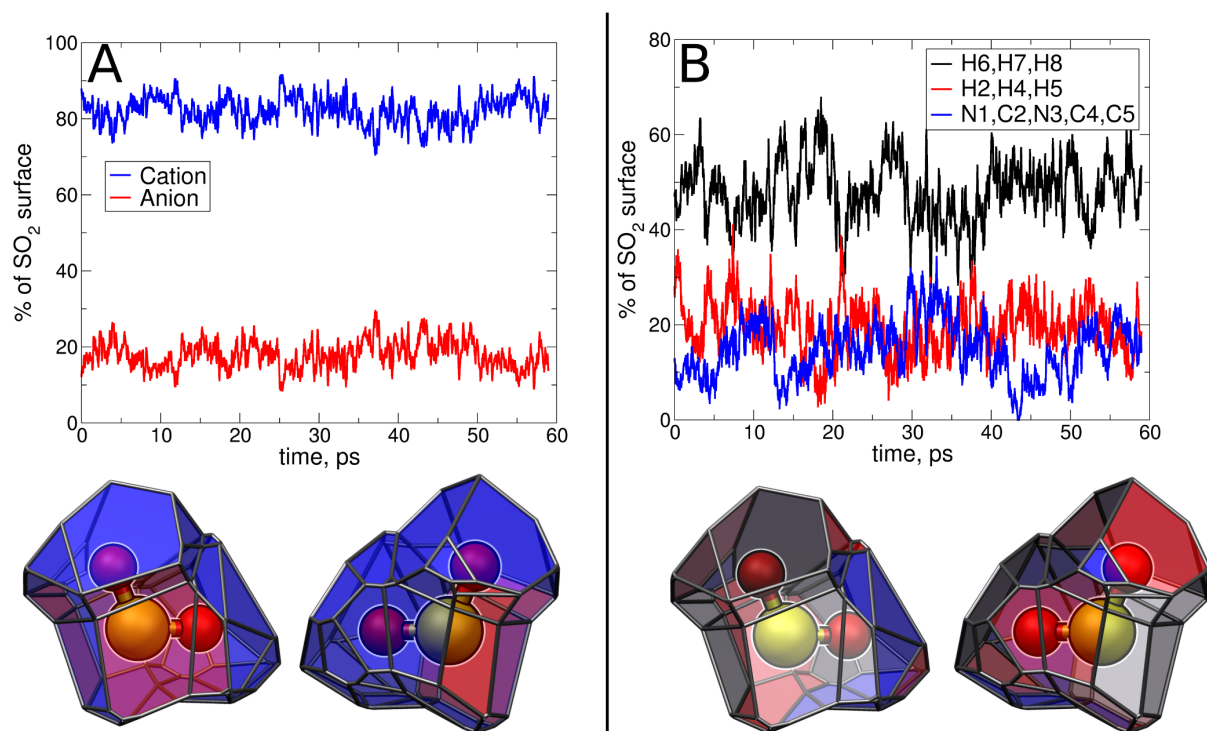 A
100
80
60
40
20
0
% of SO2 surface
Cation
Anion
0 10 20 30 40 50 60
time, ps
B
80
60
40
20
0
% of SO2 surface
H6,H7,H8
H2,H4,H5
N1,C2,N3,C4,C5
0 10 20 30 40 50 60
time, ps